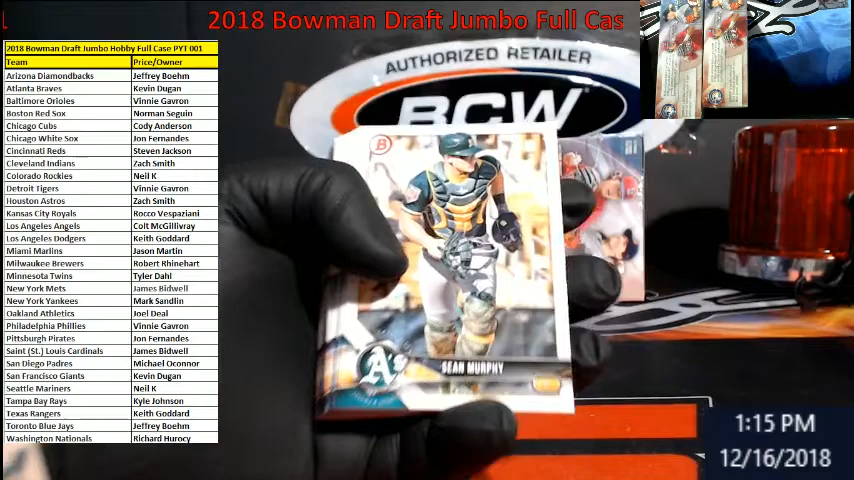 2018 Bowman Draft Jumbo Full Cas
2018 Bowman Draft Jumbo Hobby Full Case PYT 001
Team Price/Owner
Arizona Diamondbacks Jeffrey Boehm
Atlanta Braves Kevin Dugan
Baltimore Orioles Vinnie Gavron
Boston Red Sox Norman Seguin
Chicago Cubs Cody Anderson
Chicago White Sox Jon Fernandes
Cincinnati Reds Steven Jackson
Cleveland Indians Zach Smith
Colorado Rockies Neil K
Detroit Tigers Vinnie Gavron
Houston Astros Zach Smith
Kansas City Royals Rocco Vespaziani
Los Angeles Angels Colt McGillivray
Los Angeles Dodgers Keith Goddard
Miami Marlins Jason Martin
Milwaukee Brewers Robert Rhinehart
Minnesota Twins Tyler Dahl
New York Mets James Bidwell
New York Yankees Mark Sandlin
Oakland Athletics Joel Deal
Philadelphia Phillies Vinnie Gavron
Pittsburgh Pirates Jon Fernandes
Saint (St.) Louis Cardinals James Bidwell
San Diego Padres Michael Oconnor
San Francisco Giants Kevin Dugan
Seattle Mariners Neil K
Tampa Bay Rays Kyle Johnson
Texas Rangers Keith Goddard
Toronto Blue Jays Jeffrey Boehm
Washington Nationals Richard Hurocy
AUTHORIZED RETAILER
BCW
B
A's
SEAN MURPHY
1:15 PM
12/16/2018